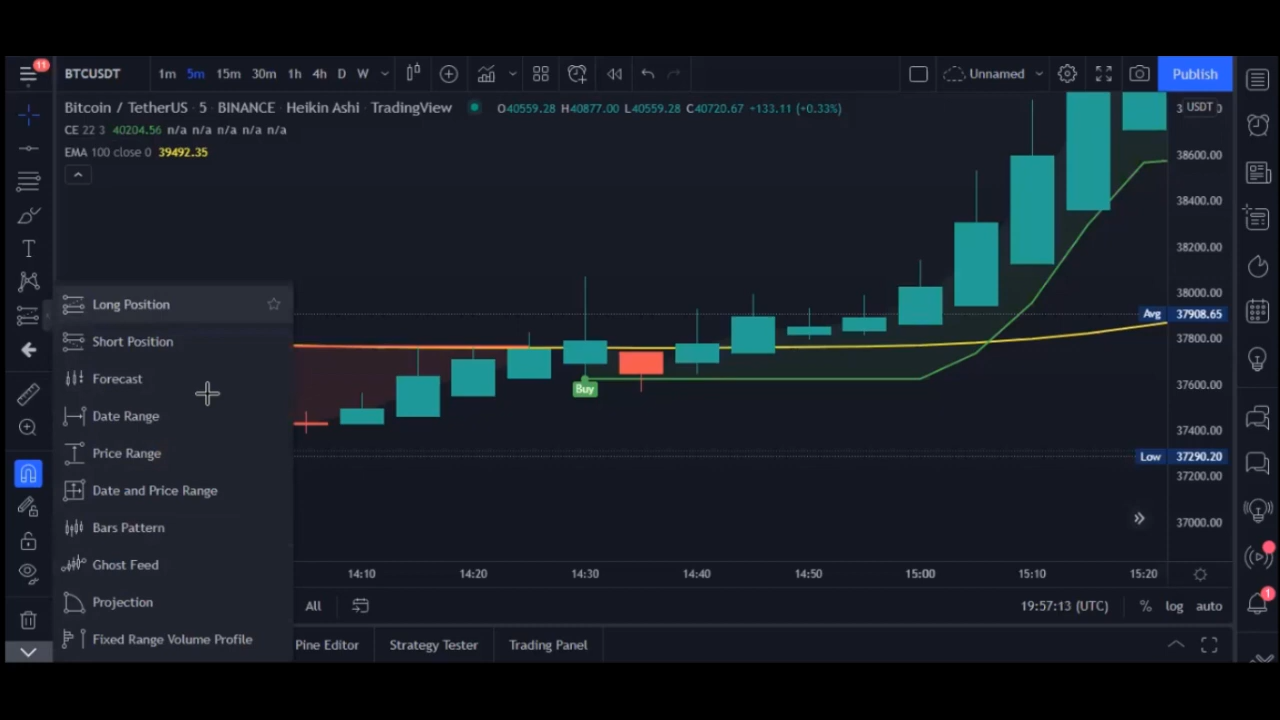 11
BTCUSDT 1m 5m 15m 30m 1h 4h D W Unnamed Publish
Bitcoin / TetherUS · 5 · BINANCE · Heikin Ashi · TradingView O40559.28 H40877.00 L40559.28 C40720.67 +133.11 (+0.33%)
USDT
CE 22 3 40204.56 n/a n/a n/a n/a n/a
EMA 100 close 0 39492.35
38600.00
38400.00
38200.00
38000.00
Avg 37908.65
37800.00
37600.00
37400.00
Low 37290.20
37200.00
37000.00
Buy
Long Position
Short Position
Forecast
Date Range
Price Range
Date and Price Range
Bars Pattern
Ghost Feed
Projection
Fixed Range Volume Profile
14:10 14:20 14:30 14:40 14:50 15:00 15:10 15:20
All 19:57:13 (UTC) % log auto
1
Pine Editor Strategy Tester Trading Panel